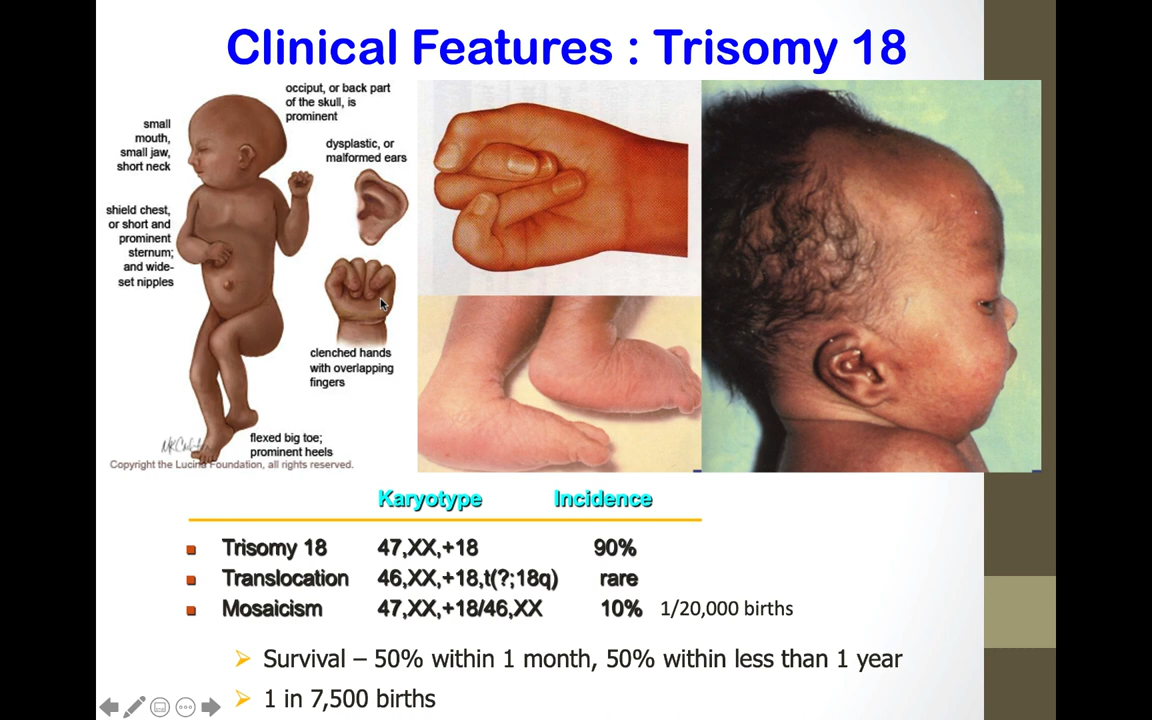 Clinical Features : Trisomy 18
occiput, or back part
of the skull, is
prominent
small
mouth,
small jaw,
short neck
dysplastic, or
malformed ears
shield chest,
or short and
prominent
sternum;
and wide-
set nipples
clenched hands
with overlapping
fingers
flexed big toe;
prominent heels
Copyright the Lucina Foundation, all rights reserved.
Karyotype Incidence
Trisomy 18 47,XX,+18 90%
Translocation 46,XX,+18,t(?;18q) rare
Mosaicism 47,XX,+18/46,XX 10% 1/20,000 births
Survival – 50% within 1 month, 50% within less than 1 year
1 in 7,500 births